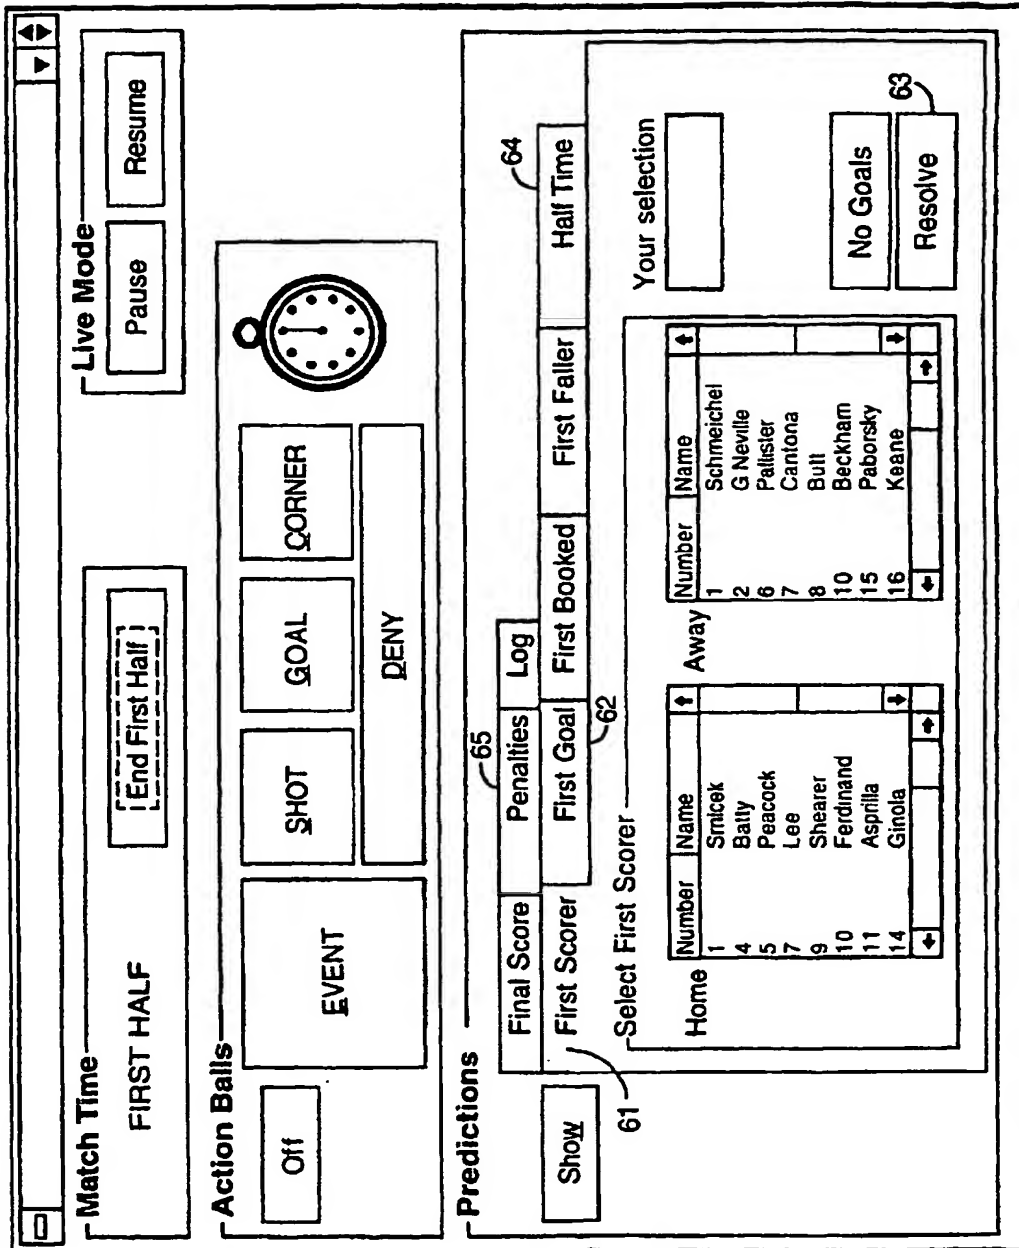 Match Time
FIRST HALF
End First Half
Live Mode
Pause
Resume
Action Balls
Off
EVENT
SHOT
GOAL
CORNER
DENY
Predictions
Show
65
Final Score
Penalties
Log
64
First Scorer
First Goal
First Booked
First Faller
Half Time
61
62
Select First Scorer
Home
Number Name
1 Srnicek
4 Batty
5 Peacock
7 Lee
9 Shearer
10 Ferdinand
11 Asprilla
14 Ginola
Away
Number Name
1 Schmeichel
2 G Neville
6 Pallister
7 Cantona
8 Butt
10 Beckham
15 Paborsky
16 Keane
Your selection
No Goals
Resolve
63